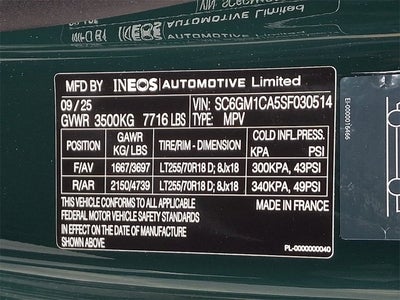 MFD BY INEOS AUTOMOTIVE Limited
09 / 25 VIN: SC6GM1CA5SF030514
GVWR 3500KG 7716 LBS TYPE: MPV
POSITION GAWR KG/LBS TIRE/RIM - DIMENSION COLD INFL.PRESS. KPA PSI
F/AV 1667/3697 LT255/70R18 D; 8Jx18 300KPA, 43PSI
R/AR 2150/4739 LT255/70R18 D; 8Jx18 340KPA, 49PSI
THIS VEHICLE CONFORMS TO ALL APPLICABLE MADE IN FRANCE
FEDERAL MOTOR VEHICLE SAFETY STANDARDS
IN EFFECT ON THE DATE OF MANUFACTURE
SHOWN ABOVE.
PL-0000000040
EI-0000016466